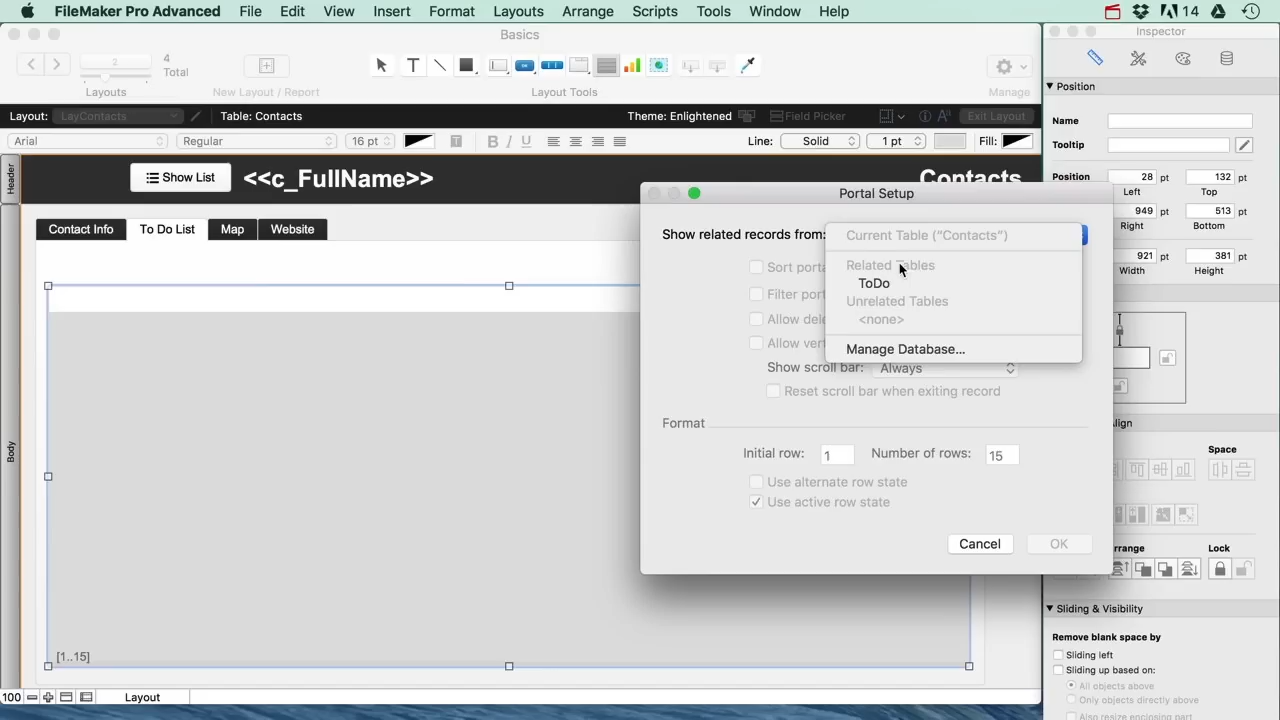 FileMaker Pro Advanced File Edit View Insert Format Layouts Arrange Scripts Tools Window Help 14
Basics
Inspector
2
4
Total
Layouts
New Layout / Report
Layout Tools
Manage
Layout: LayContacts Table: Contacts Theme: Enlightened Field Picker Exit Layout
Arial Regular 16 pt B I U Line: Solid 1 pt Fill:
Position
Name
Tooltip
Position 28 pt 132 pt
Left Top
949 pt 513 pt
Right Bottom
921 pt 381 pt
Width Height
Header
Show List <<c_FullName>> Contacts
Contact Info To Do List Map Website
Body
[1..15]
100 Layout
Portal Setup
Show related records from:
Current Table ("Contacts")
Related Tables
ToDo
Unrelated Tables
<none>
Manage Database...
Sort porta
Filter port
Allow dele
Allow vert
Show scroll bar: Always
Reset scroll bar when exiting record
Format
Initial row: 1 Number of rows: 15
Use alternate row state
Use active row state
Cancel OK
lign
Space
rrange Lock
Sliding & Visibility
Remove blank space by
Sliding left
Sliding up based on:
All objects above
Only objects directly above
Also resize enclosing part